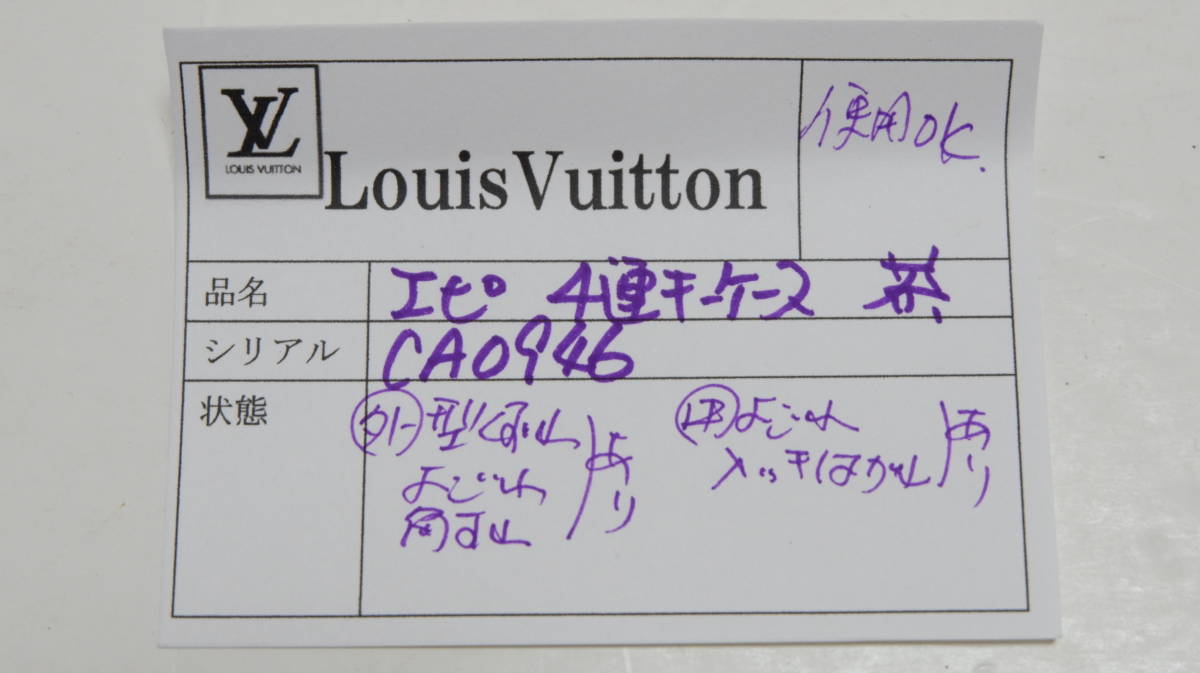 LV
LOUIS VUITTON
Louis Vuitton
使用OK.
品名 エピ 4連キーケース 茶
シリアル CA0946
状態
外 型くずれ
よごれ
角すれ
あり
内 よごれ
メッキはがれ
あり